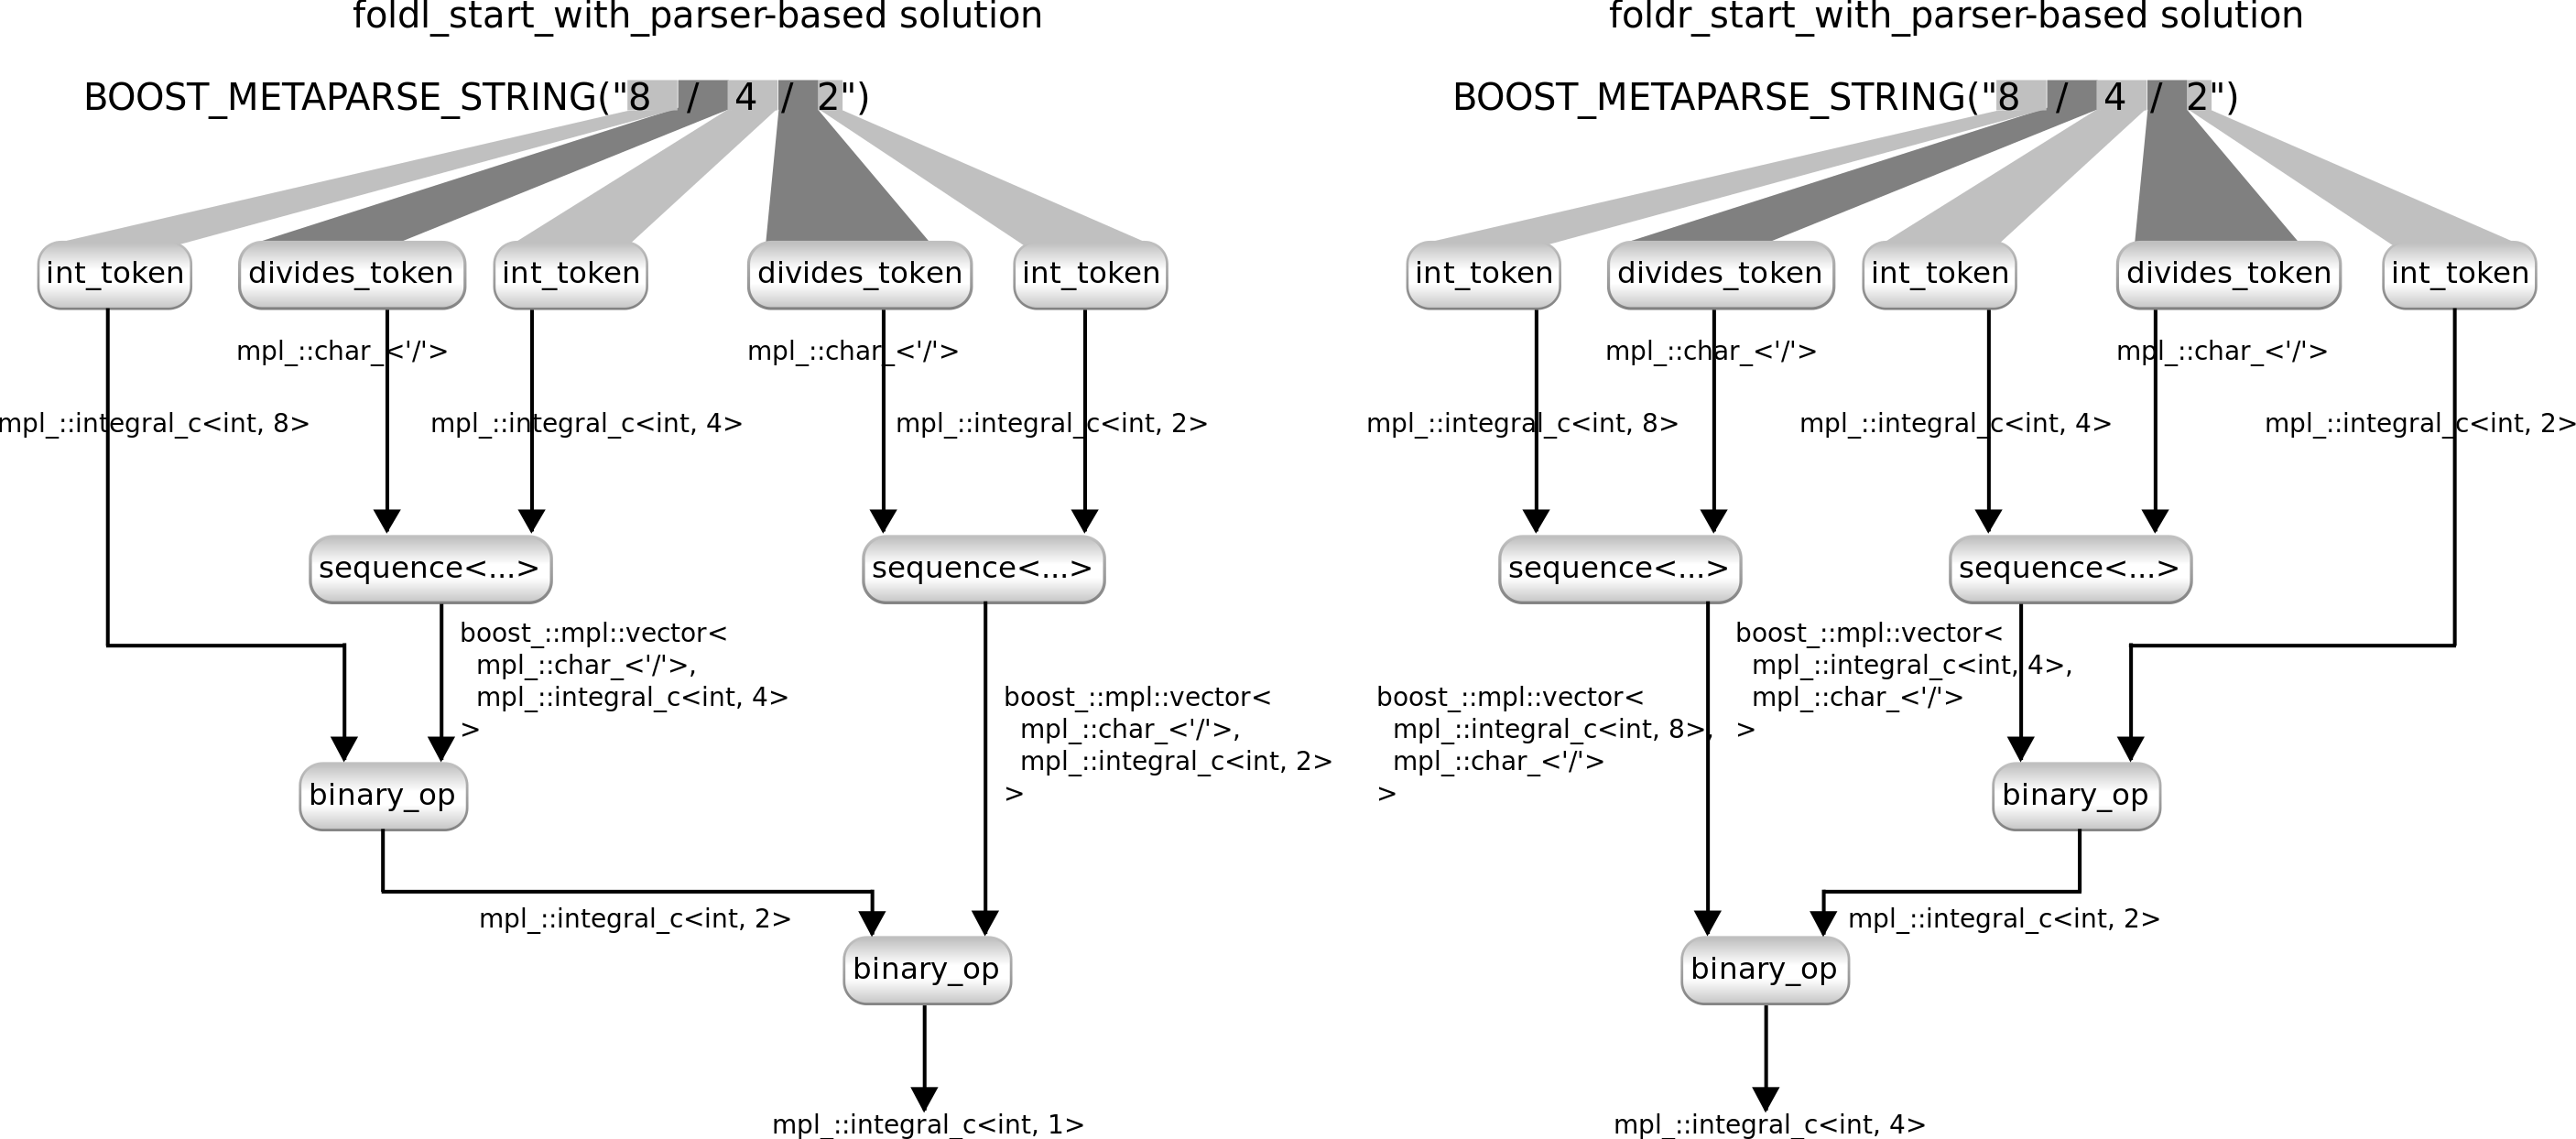 foldl_start_with_parser-based solution
BOOST_METAPARSE_STRING("8 / 4 / 2")
int_token
divides_token
int_token
divides_token
int_token
mpl_::char_<'/'>
mpl_::char_<'/'>
mpl_::integral_c<int, 8>
mpl_::integral_c<int, 4>
mpl_::integral_c<int, 2>
sequence<...>
sequence<...>
boost_::mpl::vector<
mpl_::char_<'/'>,
mpl_::integral_c<int, 4>
>
boost_::mpl::vector<
mpl_::char_<'/'>,
mpl_::integral_c<int, 2>
>
binary_op
mpl_::integral_c<int, 2>
binary_op
mpl_::integral_c<int, 1>
foldr_start_with_parser-based solution
BOOST_METAPARSE_STRING("8 / 4 / 2")
int_token
divides_token
int_token
divides_token
int_token
mpl_::char_<'/'>
mpl_::char_<'/'>
mpl_::integral_c<int, 8>
mpl_::integral_c<int, 4>
mpl_::integral_c<int, 2>
sequence<...>
sequence<...>
boost_::mpl::vector<
mpl_::integral_c<int, 4>,
mpl_::char_<'/'>
>
boost_::mpl::vector<
mpl_::integral_c<int, 8>,
mpl_::char_<'/'>
>
binary_op
mpl_::integral_c<int, 2>
binary_op
mpl_::integral_c<int, 4>